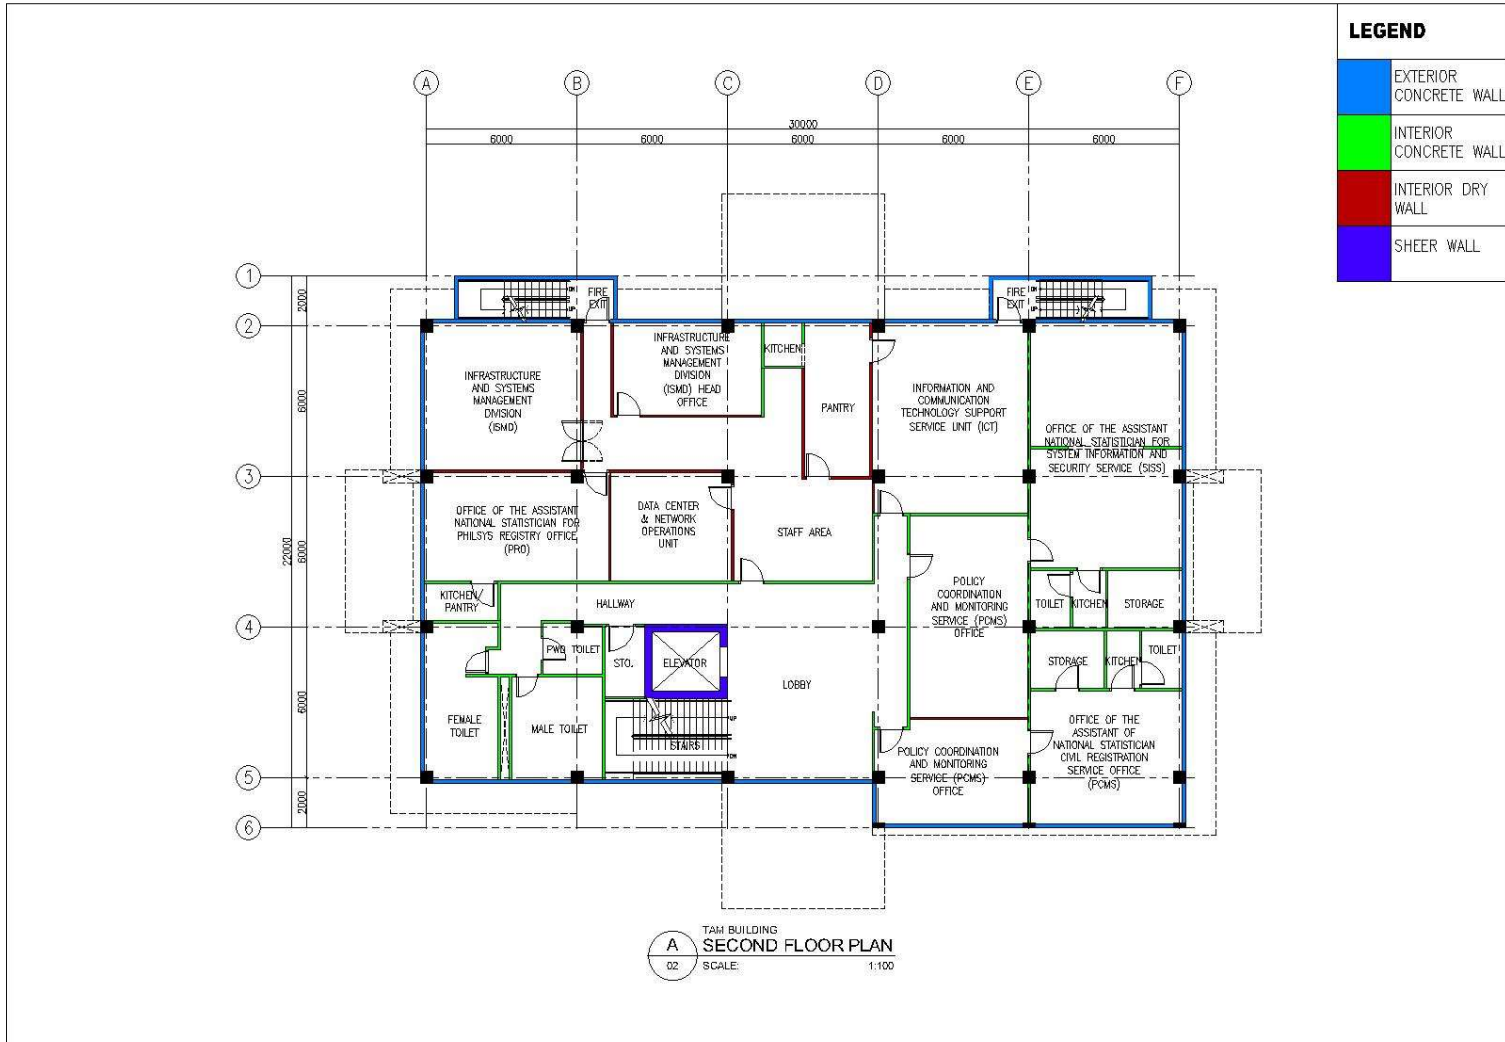 LEGEND
EXTERIOR
CONCRETE WALL
INTERIOR
CONCRETE WALL
INTERIOR DRY
WALL
SHEER WALL
A
B
C
D
E
F
30000
6000
6000
6000
6000
6000
1
2
3
4
5
6
2000
6000
22000
6000
6000
2000
FIRE
EXIT
DN
UP
FIRE
EXIT
DN
UP
INFRASTRUCTURE
AND SYSTEMS
MANAGEMENT
DIVISION
(ISMD)
INFRASTRUCTURE
AND SYSTEMS
MANAGEMENT
DIVISION
(ISMD) HEAD
OFFICE
KITCHEN
PANTRY
INFORMATION AND
COMMUNICATION
TECHNOLOGY SUPPORT
SERVICE UNIT (ICT)
OFFICE OF THE ASSISTANT
NATIONAL STATISTICIAN FOR
SYSTEM INFORMATION AND
SECURITY SERVICE (SISS)
OFFICE OF THE ASSISTANT
NATIONAL STATISTICIAN FOR
PHILSYS REGISTRY OFFICE
(PRO)
DATA CENTER
& NETWORK
OPERATIONS
UNIT
STAFF AREA
KITCHEN/
PANTRY
HALLWAY
POLICY
COORDINATION
AND MONITORING
SERVICE (PCMS)
OFFICE
TOILET
KITCHEN
STORAGE
PWD TOILET
STO.
ELEVATOR
LOBBY
STORAGE
KITCHEN
TOILET
FEMALE
TOILET
MALE TOILET
STAIRS
UP
DN
POLICY COORDINATION
AND MONITORING
SERVICE (PCMS)
OFFICE
OFFICE OF THE
ASSISTANT OF
NATIONAL STATISTICIAN
CIVIL REGISTRATION
SERVICE OFFICE
(PCMS)
A
02
TAM BUILDING
SECOND FLOOR PLAN
SCALE: 1:100